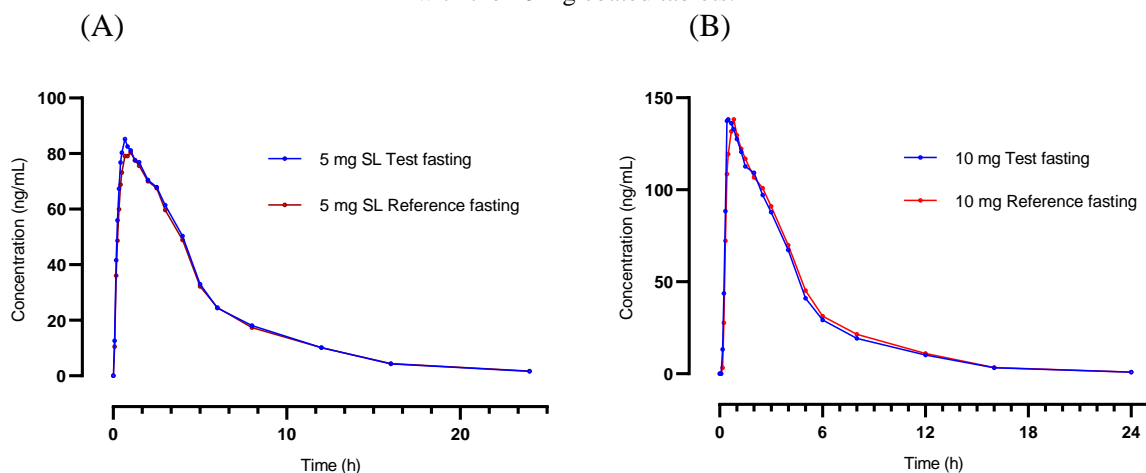 (A)
(B)
100
80
60
40
20
0
Concentration (ng/mL)
5 mg SL Test fasting
5 mg SL Reference fasting
0
10
20
Time (h)
150
100
50
0
Concentration (ng/mL)
10 mg Test fasting
10 mg Reference fasting
0
6
12
18
24
Time (h)